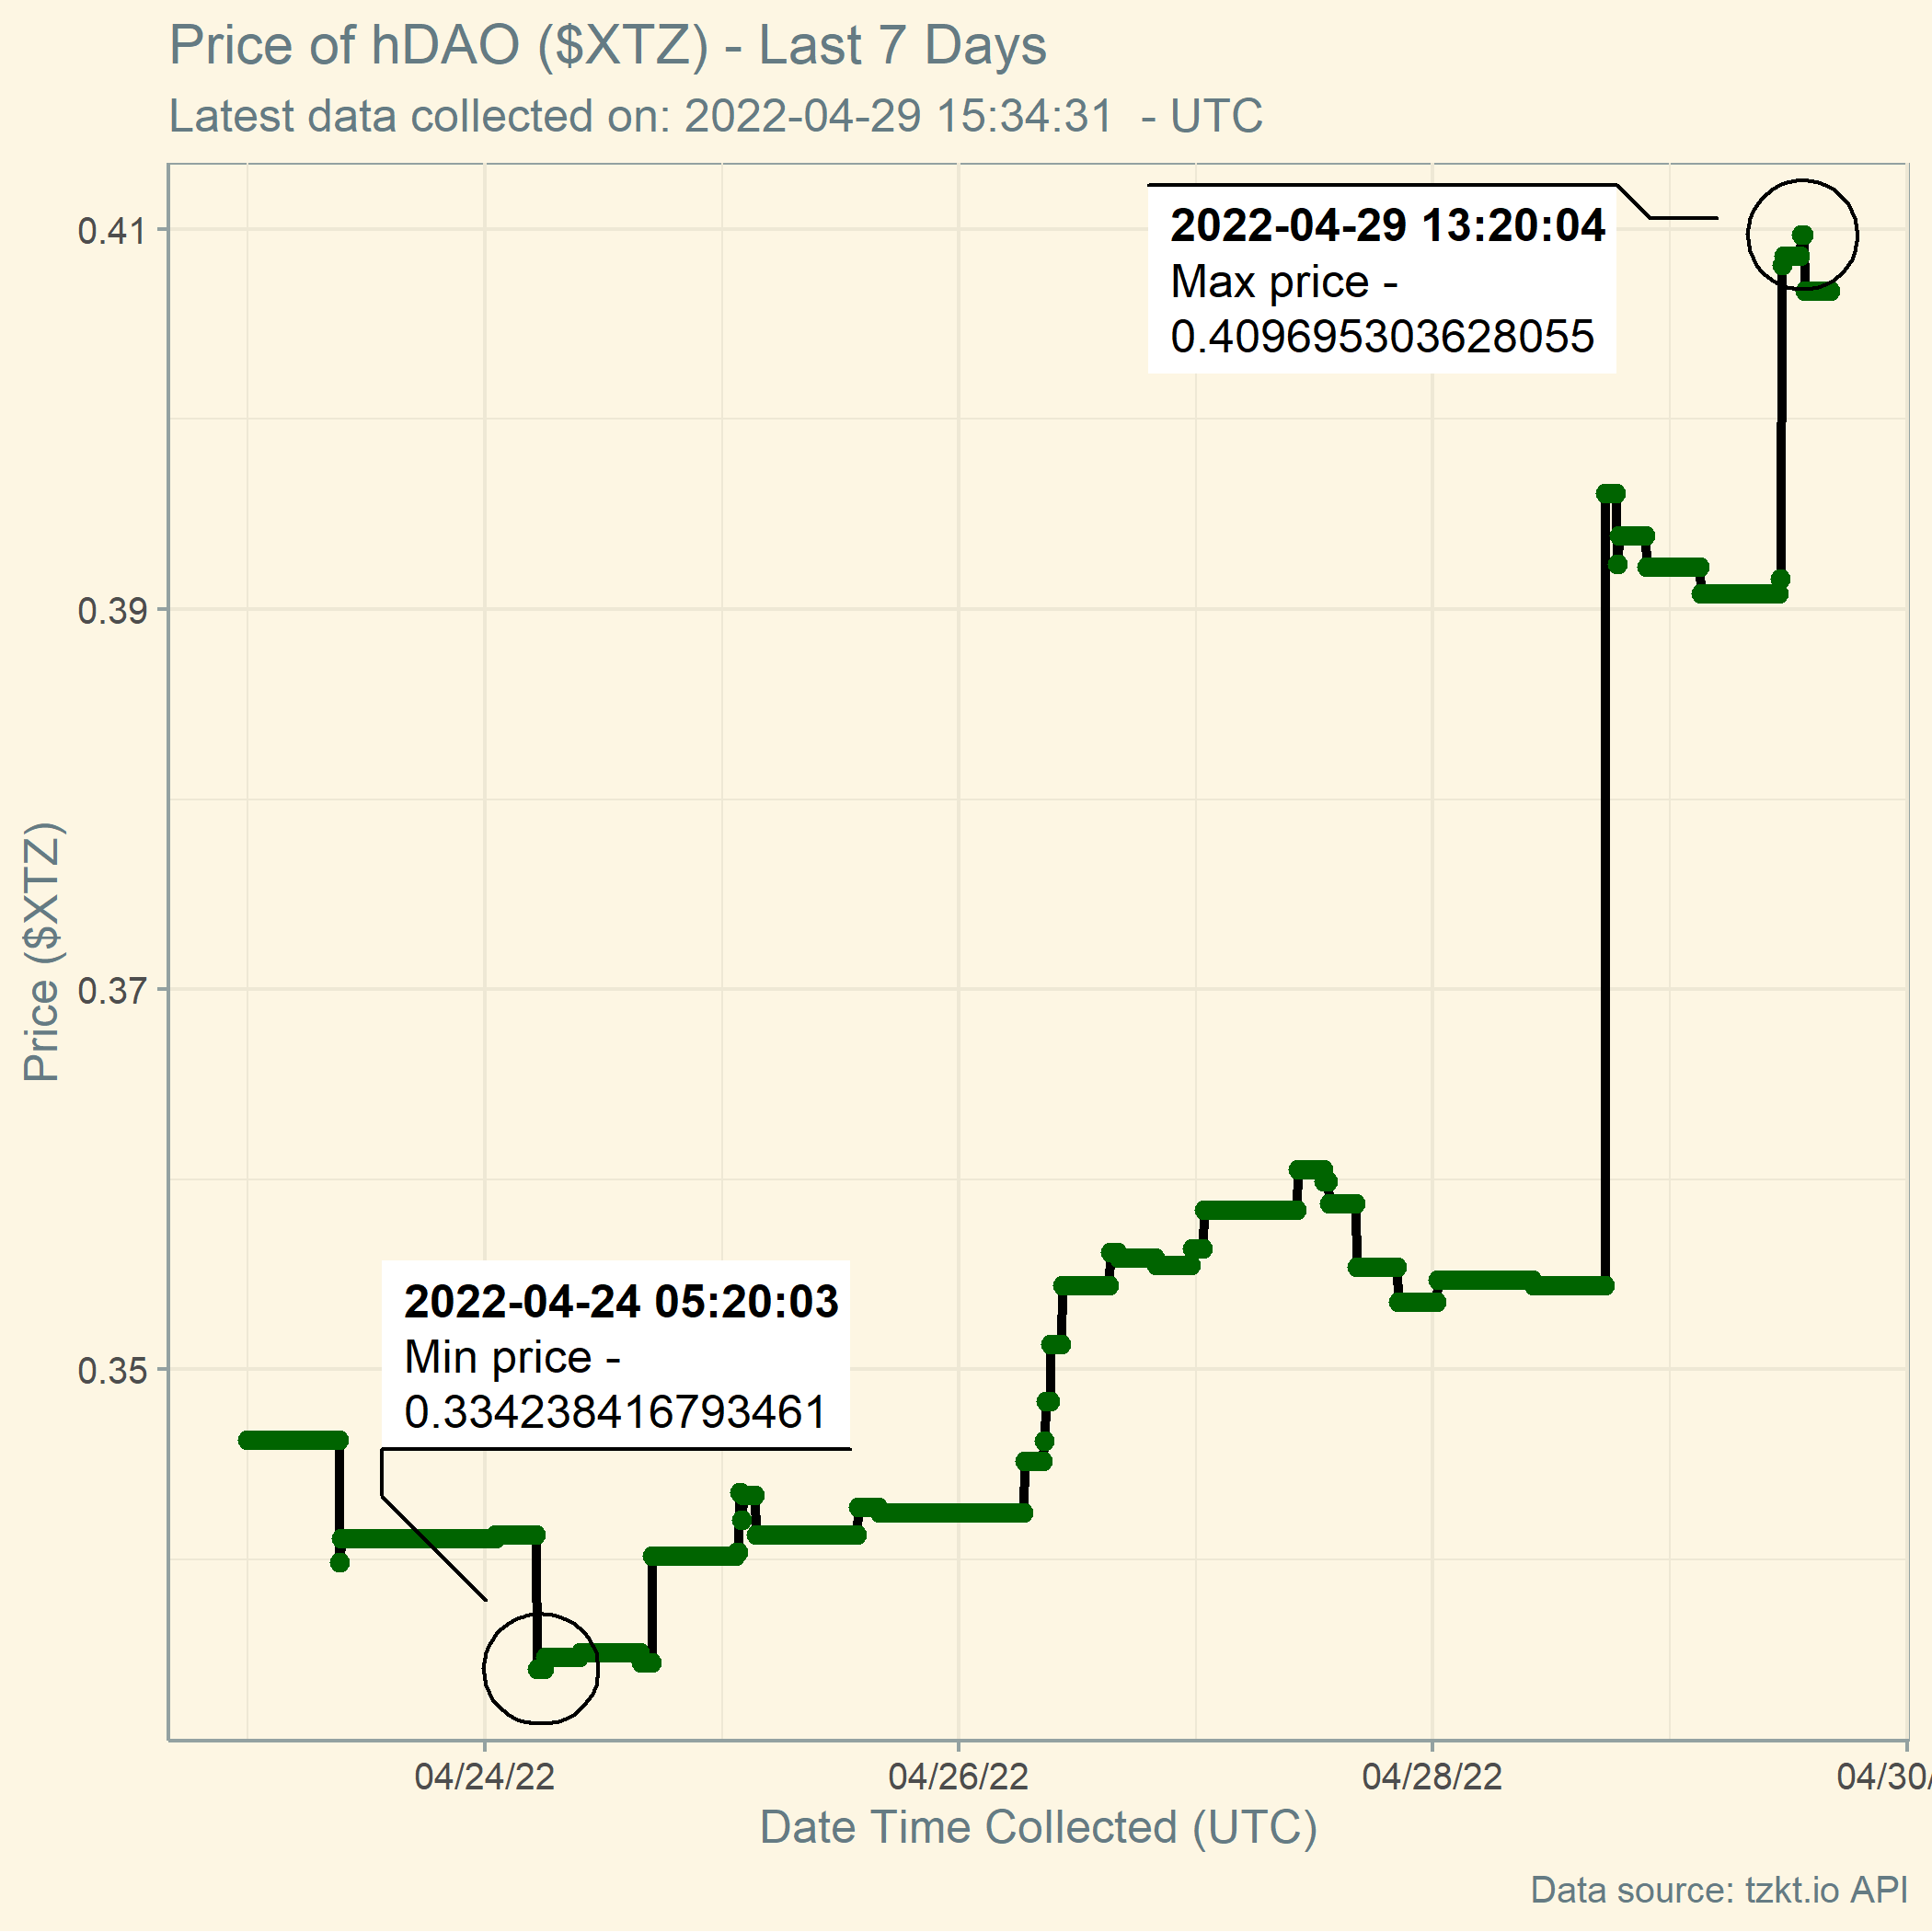 Price of hDAO ($XTZ) - Last 7 Days
Latest data collected on: 2022-04-29 15:34:31  - UTC
2022-04-29 13:20:04
Max price -
0.409695303628055
0.41
0.39
Price ($XTZ)
0.37
0.35
2022-04-24 05:20:03
Min price -
0.334238416793461
04/24/22
04/26/22
04/28/22
04/30/
Date Time Collected (UTC)
Data source: tzkt.io API